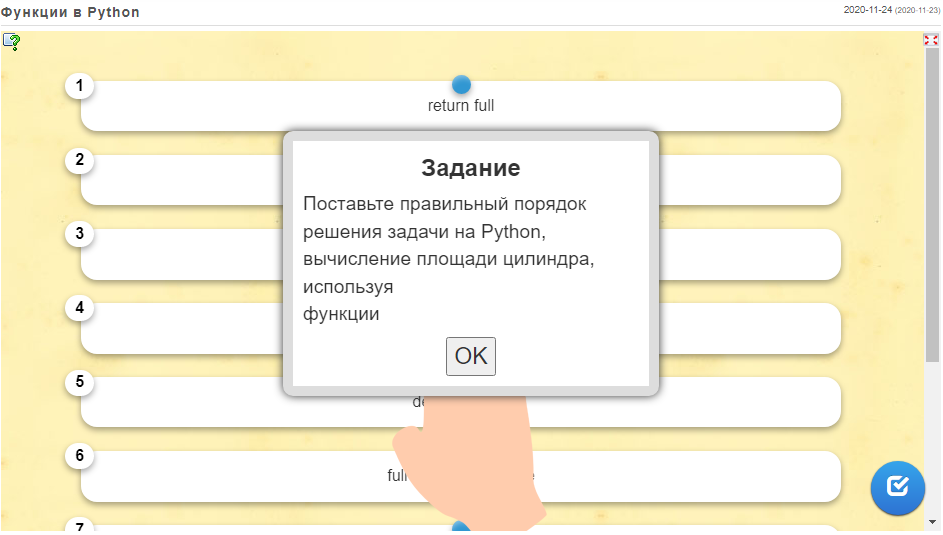 Функции в Python
2020-11-24 (2020-11-23)
1
return full
2
3
4
5
6
7
Задание
Поставьте правильный порядок
решения задачи на Python,
вычисление площади цилиндра,
используя
функции
OK